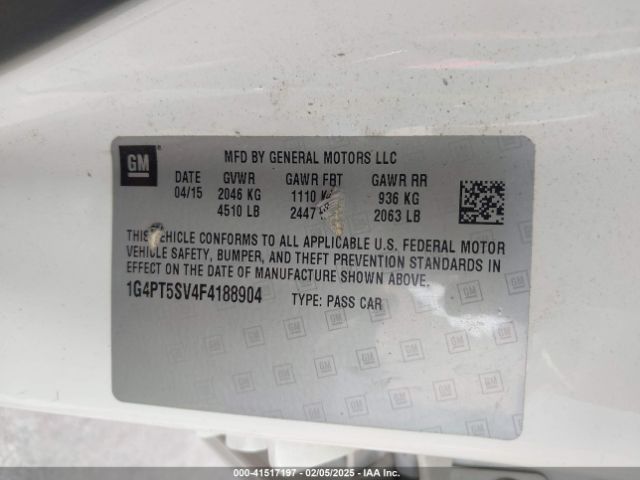 GM
MFD BY GENERAL MOTORS LLC
DATE GVWR GAWR FBT GAWR RR
04/15 2046 KG 1110 KG 936 KG
4510 LB 2447 LB 2063 LB
THIS VEHICLE CONFORMS TO ALL APPLICABLE U.S. FEDERAL MOTOR
VEHICLE SAFETY, BUMPER, AND THEFT PREVENTION STANDARDS IN
EFFECT ON THE DATE OF MANUFACTURE SHOWN ABOVE.
1G4PT5SV4F4188904 TYPE: PASS CAR
000-41517197 - 02/05/2025 - IAA Inc.